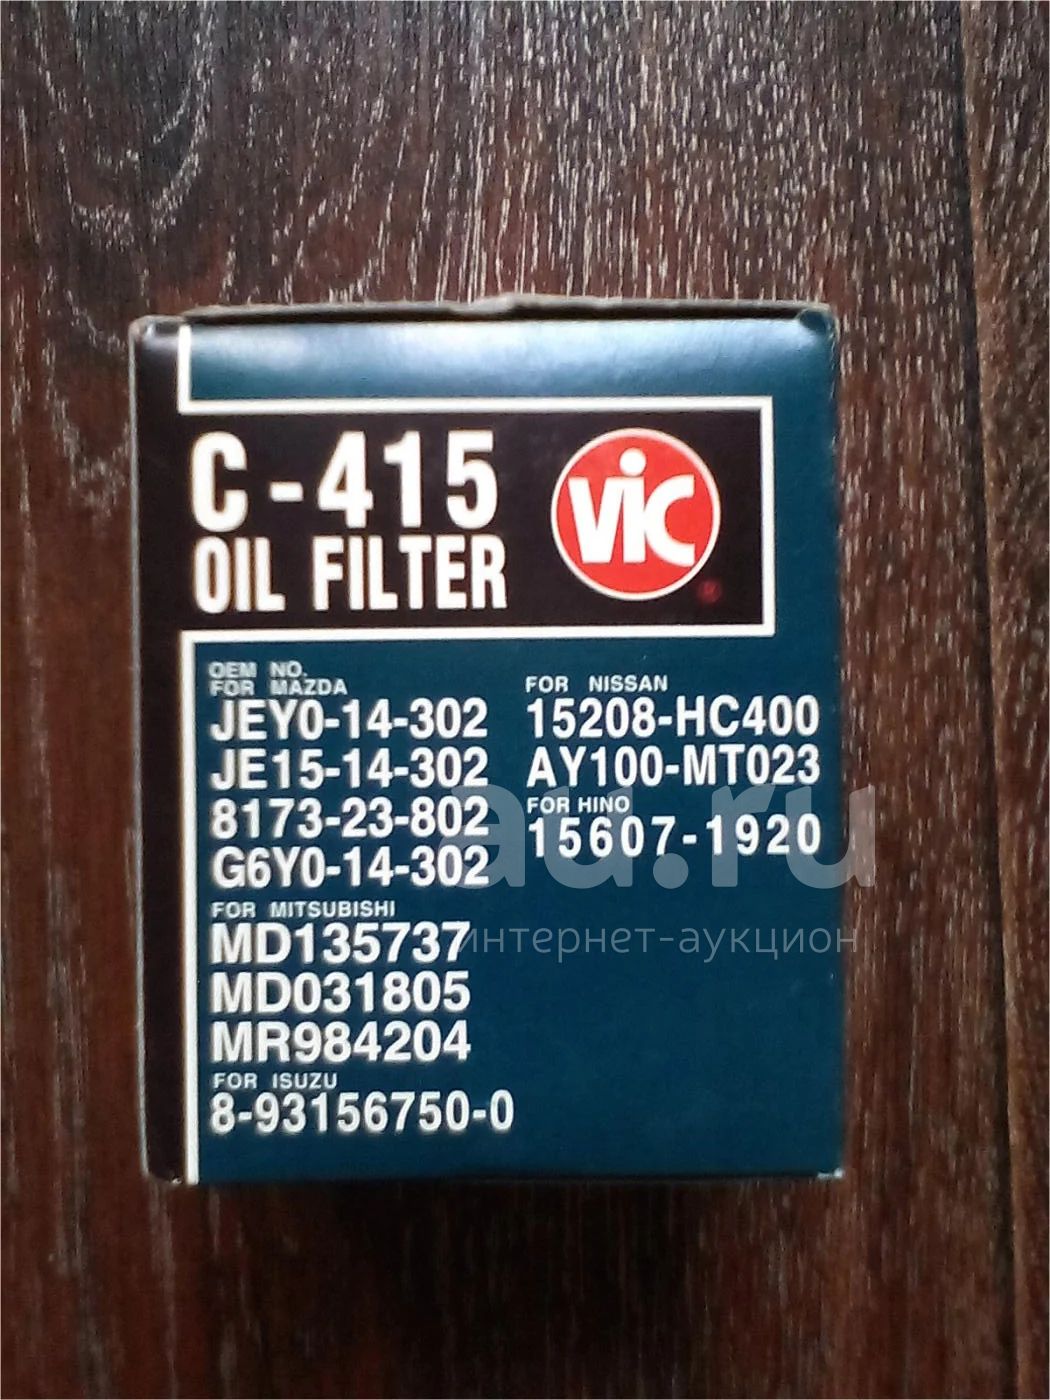 C-415
OIL FILTER
ViC
®
OEM NO.
FOR MAZDA
JEY0-14-302
JE15-14-302
8173-23-802
G6Y0-14-302
FOR MITSUBISHI
MD135737
MD031805
MR984204
FOR ISUZU
8-93156750-0
FOR NISSAN
15208-HC400
AY100-MT023
FOR HINO
15607-1920
au.ru
интернет-аукцион